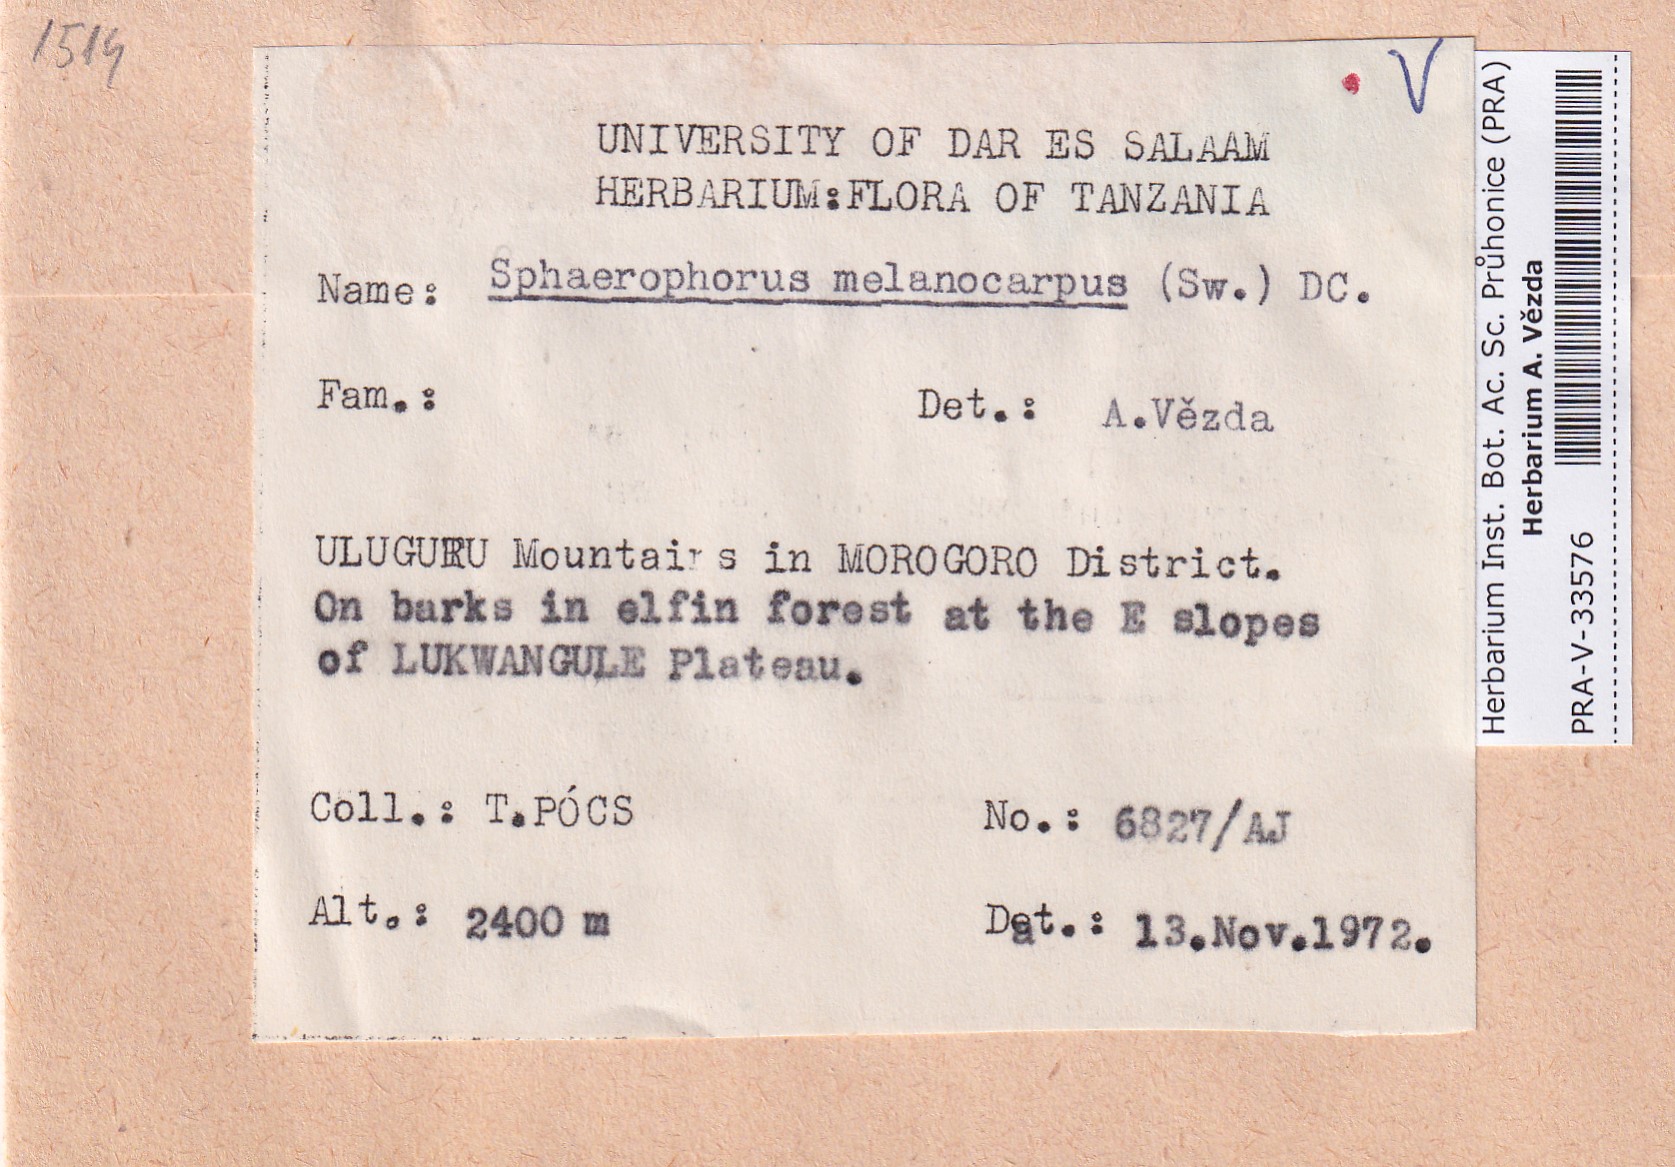 1514
V
UNIVERSITY OF DAR ES SALAAM
HERBARIUM:FLORA OF TANZANIA
Name: Sphaerophorus melanocarpus (Sw.) DC.
Fam.:
Det.: A.Vězda
ULUGURU Mountains in MOROGORO District.
On barks in elfin forest at the E slopes
of LUKWANGULE Plateau.
Coll.: T.PÓCS
No.: 6827/AJ
Alt.: 2400 m
Dat.: 13.Nov.1972.
Herbarium Inst. Bot. Ac. Sc. Průhonice (PRA)
Herbarium A. Vězda
PRA-V-33576